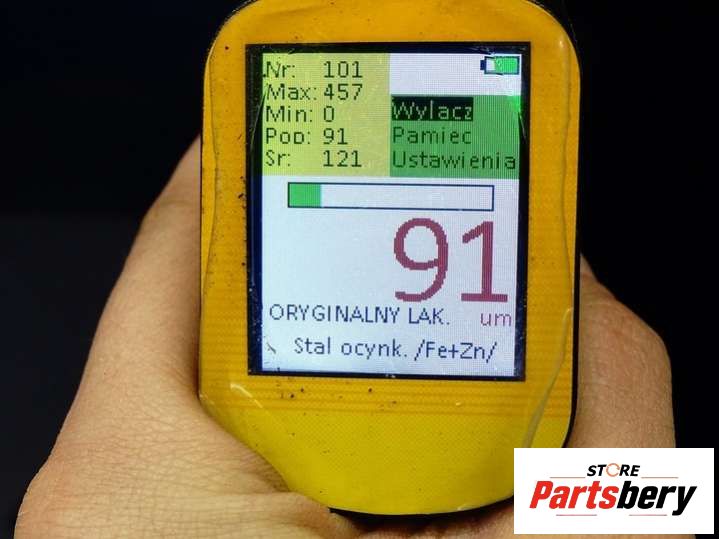 Nr: 101
Max: 457
Min: 0
Pop: 91
Sr: 121
Wylacz
Pamiec
Ustawienia
91
um
ORYGINALNY LAK.
Stal ocynk. /Fe+Zn/
STORE
Partsbery